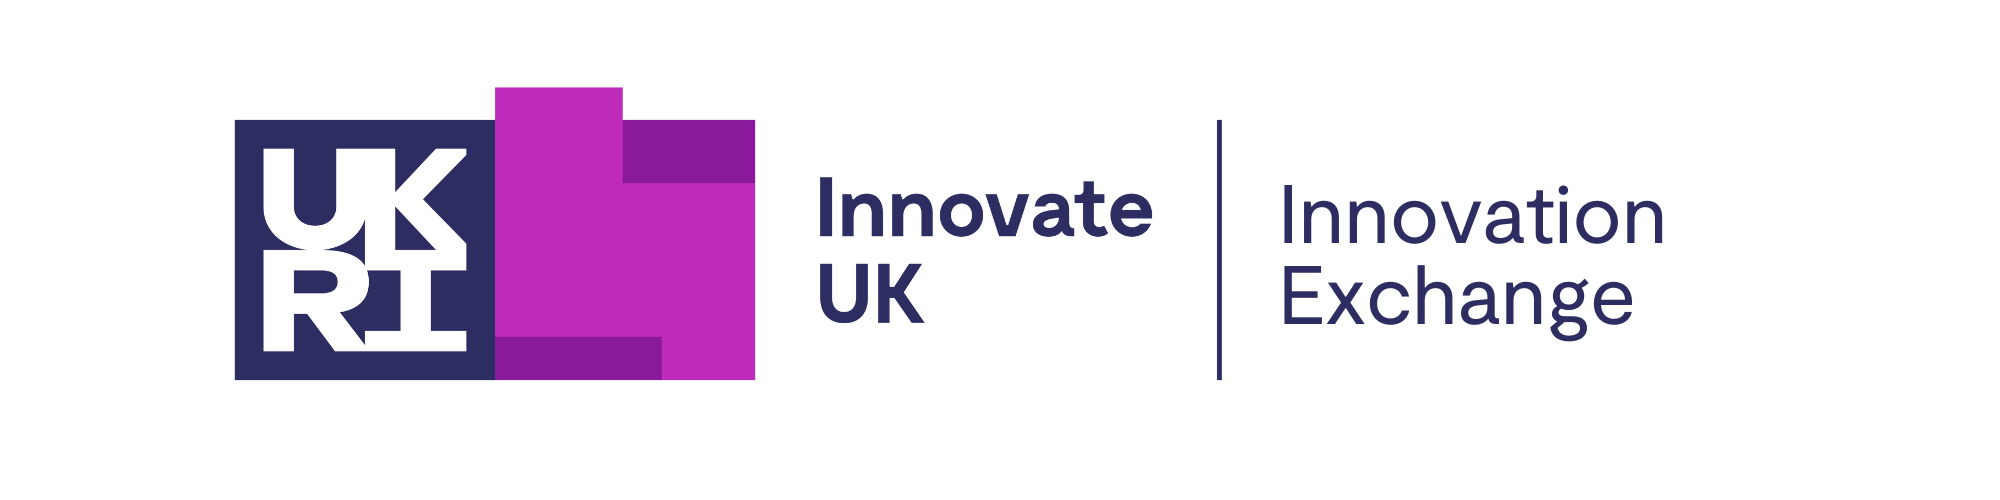 UK
RI
Innovate
UK
Innovation
Exchange